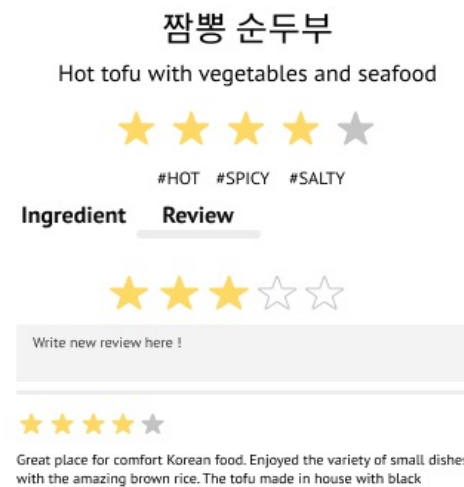 짬뽕 순두부
Hot tofu with vegetables and seafood
#HOT #SPICY #SALTY
Ingredient Review
Write new review here !
Great place for comfort Korean food. Enjoyed the variety of small dishes
with the amazing brown rice. The tofu made in house with black